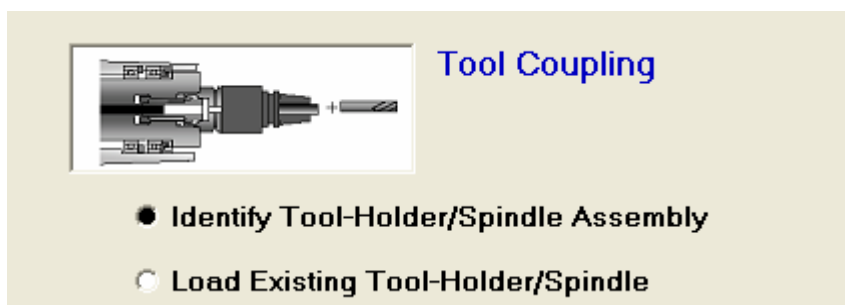 Tool Coupling
Identify Tool-Holder/Spindle Assembly
Load Existing Tool-Holder/Spindle